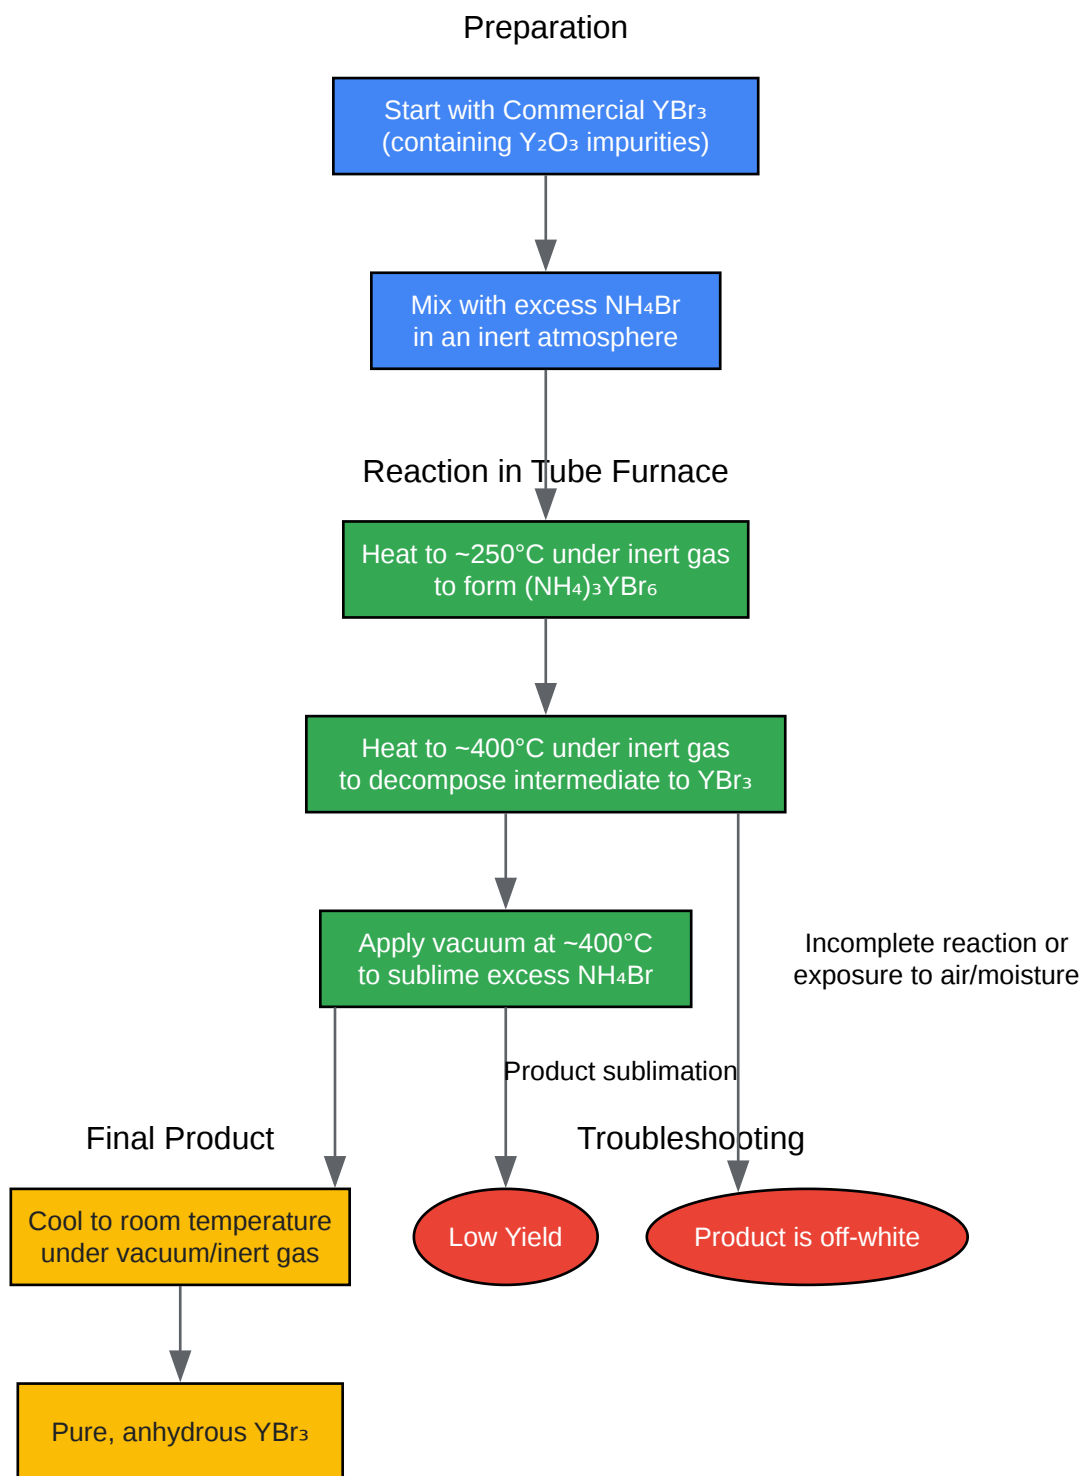 Preparation
Start with Commercial YBr₃
(containing Y₂O₃ impurities)
Mix with excess NH₄Br
in an inert atmosphere
Reaction in Tube Furnace
Heat to ~250°C under inert gas
to form (NH₄)₃YBr₆
Heat to ~400°C under inert gas
to decompose intermediate to YBr₃
Apply vacuum at ~400°C
to sublime excess NH₄Br
Incomplete reaction or
exposure to air/moisture
Product sublimation
Final Product
Troubleshooting
Cool to room temperature
under vacuum/inert gas
Low Yield
Product is off-white
Pure, anhydrous YBr₃